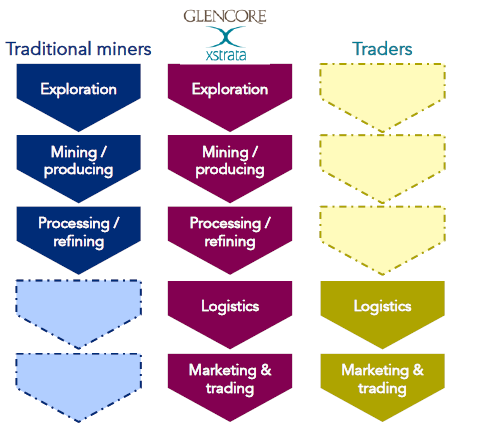 GLENCORE
xstrata
Traditional miners
Traders
Exploration
Exploration
Mining /
producing
Mining /
producing
Processing /
refining
Processing /
refining
Logistics
Logistics
Marketing &
trading
Marketing &
trading